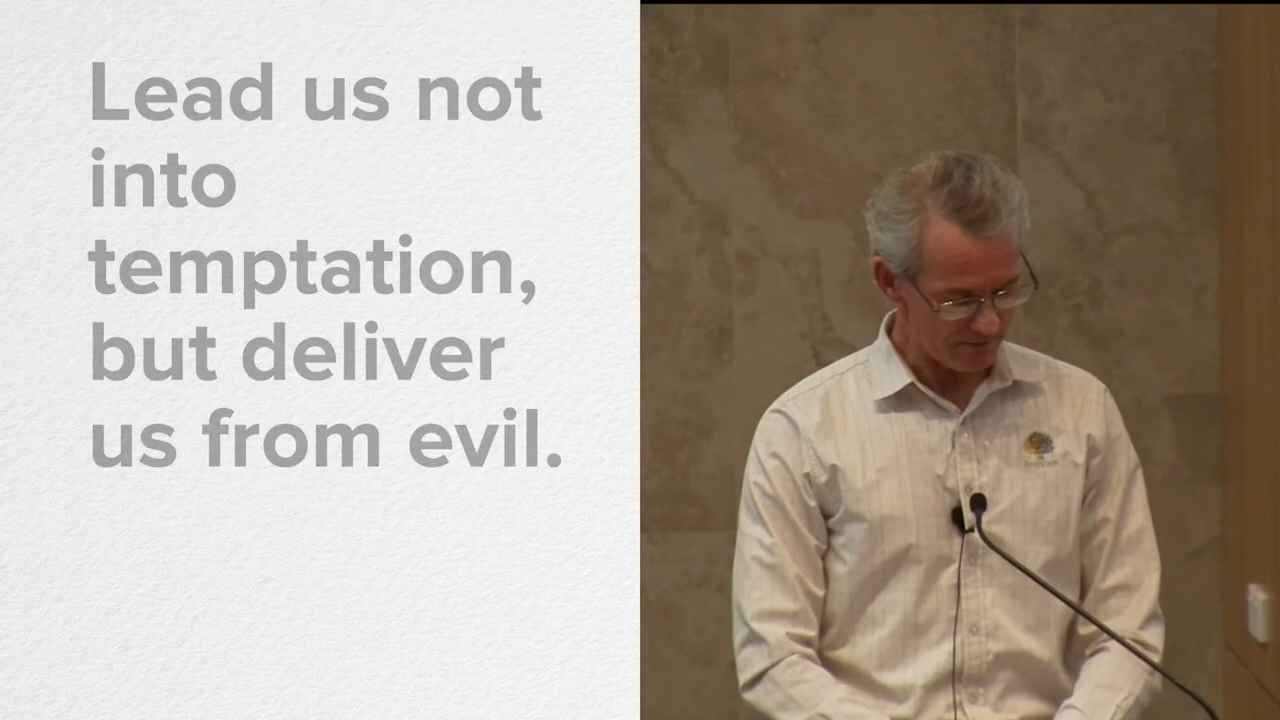 Lead us not
into
temptation,
but deliver
us from evil.